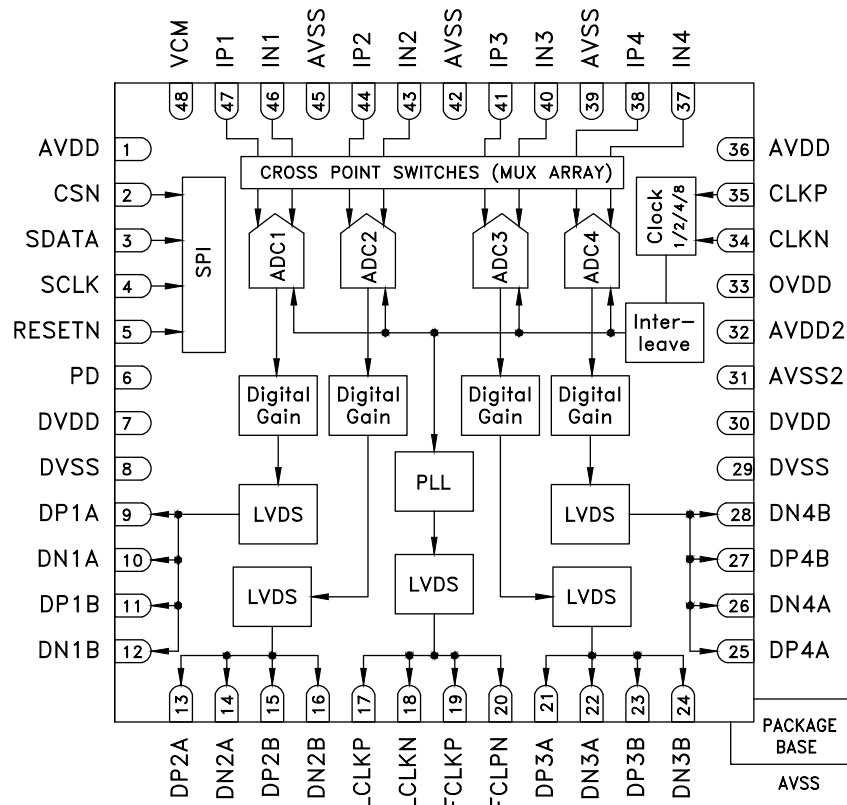 VCM IP1 IN1 AVSS IP2 IN2 AVSS IP3 IN3 AVSS IP4 IN4
48 47 46 45 44 43 42 41 40 39 38 37
AVDD 1
CSN 2
SDATA 3
SCLK 4
RESETN 5
PD 6
DVDD 7
DVSS 8
DP1A 9
DN1A 10
DP1B 11
DN1B 12
CROSS POINT SWITCHES (MUX ARRAY)
SPI
ADC1 ADC2 ADC3 ADC4
Clock
1/2/4/8
Inter-
leave
Digital
Gain
Digital
Gain
Digital
Gain
Digital
Gain
PLL
LVDS
LVDS
LVDS
LVDS
LVDS
36 AVDD
35 CLKP
34 CLKN
33 OVDD
32 AVDD2
31 AVSS2
30 DVDD
29 DVSS
28 DN4B
27 DP4B
26 DN4A
25 DP4A
13 14 15 16 17 18 19 20 21 22 23 24
DP2A DN2A DP2B DN2B LCLKP LCLKN FCLKP FCLPN DP3A DN3A DP3B DN3B
PACKAGE
BASE
AVSS